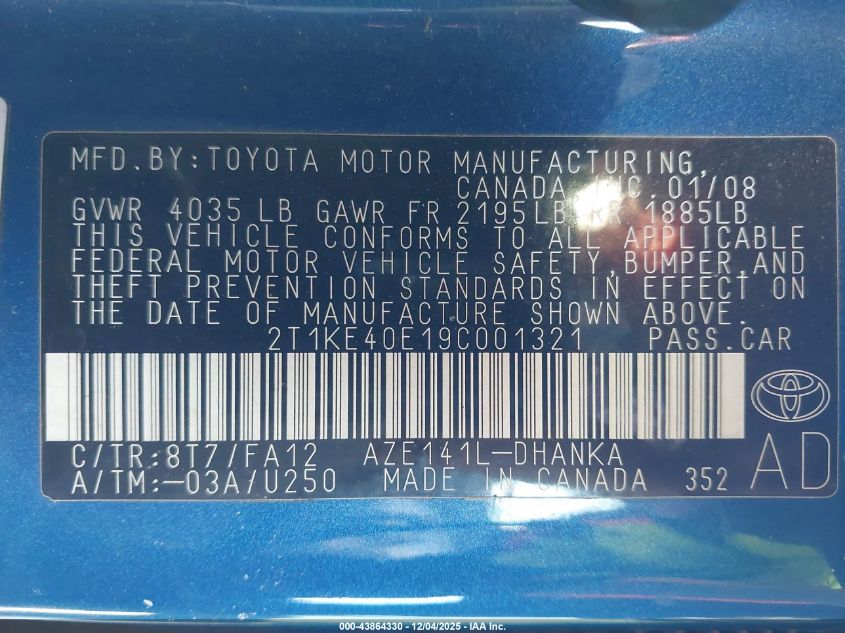 MFD.BY:TOYOTA MOTOR MANUFACTURING,
CANADA INC. 01/08
GVWR 4035 LB GAWR FR 2195LB RR 1885LB
THIS VEHICLE CONFORMS TO ALL APPLICABLE
FEDERAL MOTOR VEHICLE SAFETY,BUMPER,AND
THEFT PREVENTION STANDARDS IN EFFECT ON
THE DATE OF MANUFACTURE SHOWN ABOVE.
2T1KE40E19C001321 PASS.CAR
C/TR:8T7/FA12 AZE141L-DHANKA
A/TM:-03A/U250 MADE IN CANADA 352 AD
000-43864330 - 12/04/2025 - IAA Inc.